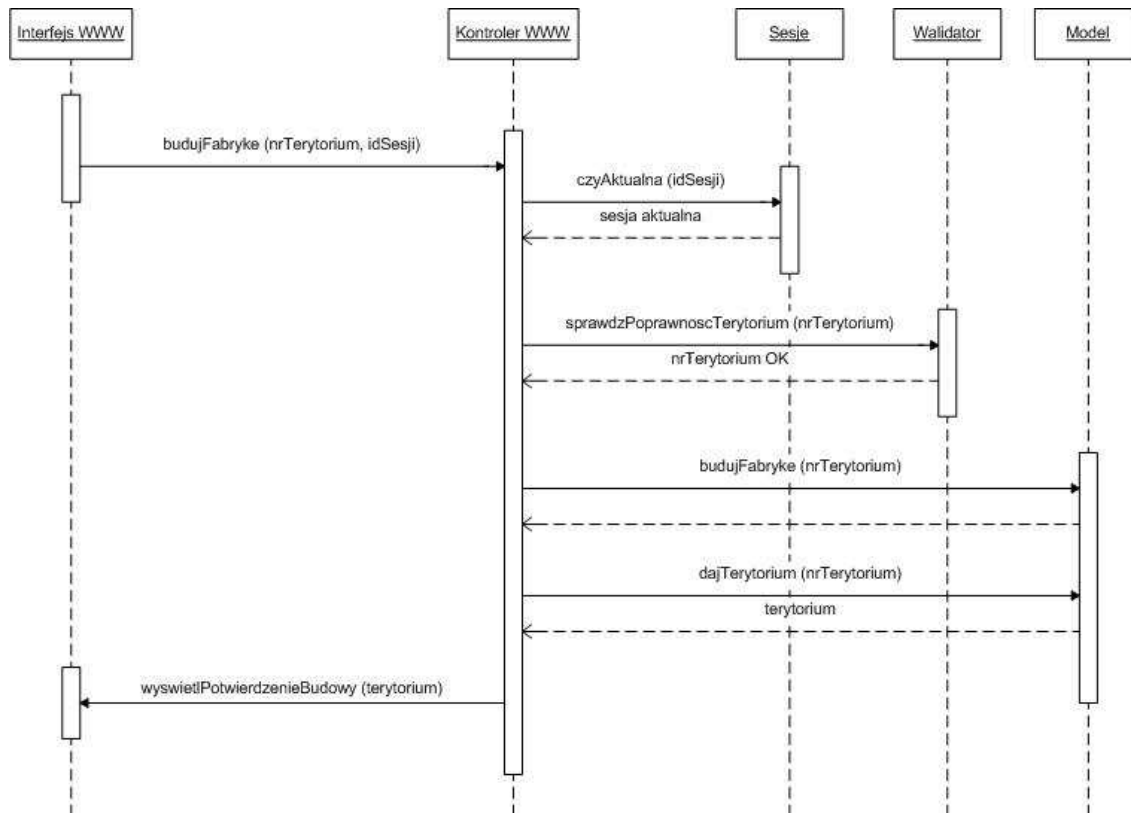 Interfejs WWW
Kontroler WWW
Sesje
Walidator
Model
budujFabryke (nrTerytorium, idSesji)
czyAktualna (idSesji)
sesja aktualna
sprawdzPoprawnoscTerytorium (nrTerytorium)
nrTerytorium OK
budujFabryke (nrTerytorium)
dajTerytorium (nrTerytorium)
terytorium
wyswietlPotwierdzenieBudowy (terytorium)